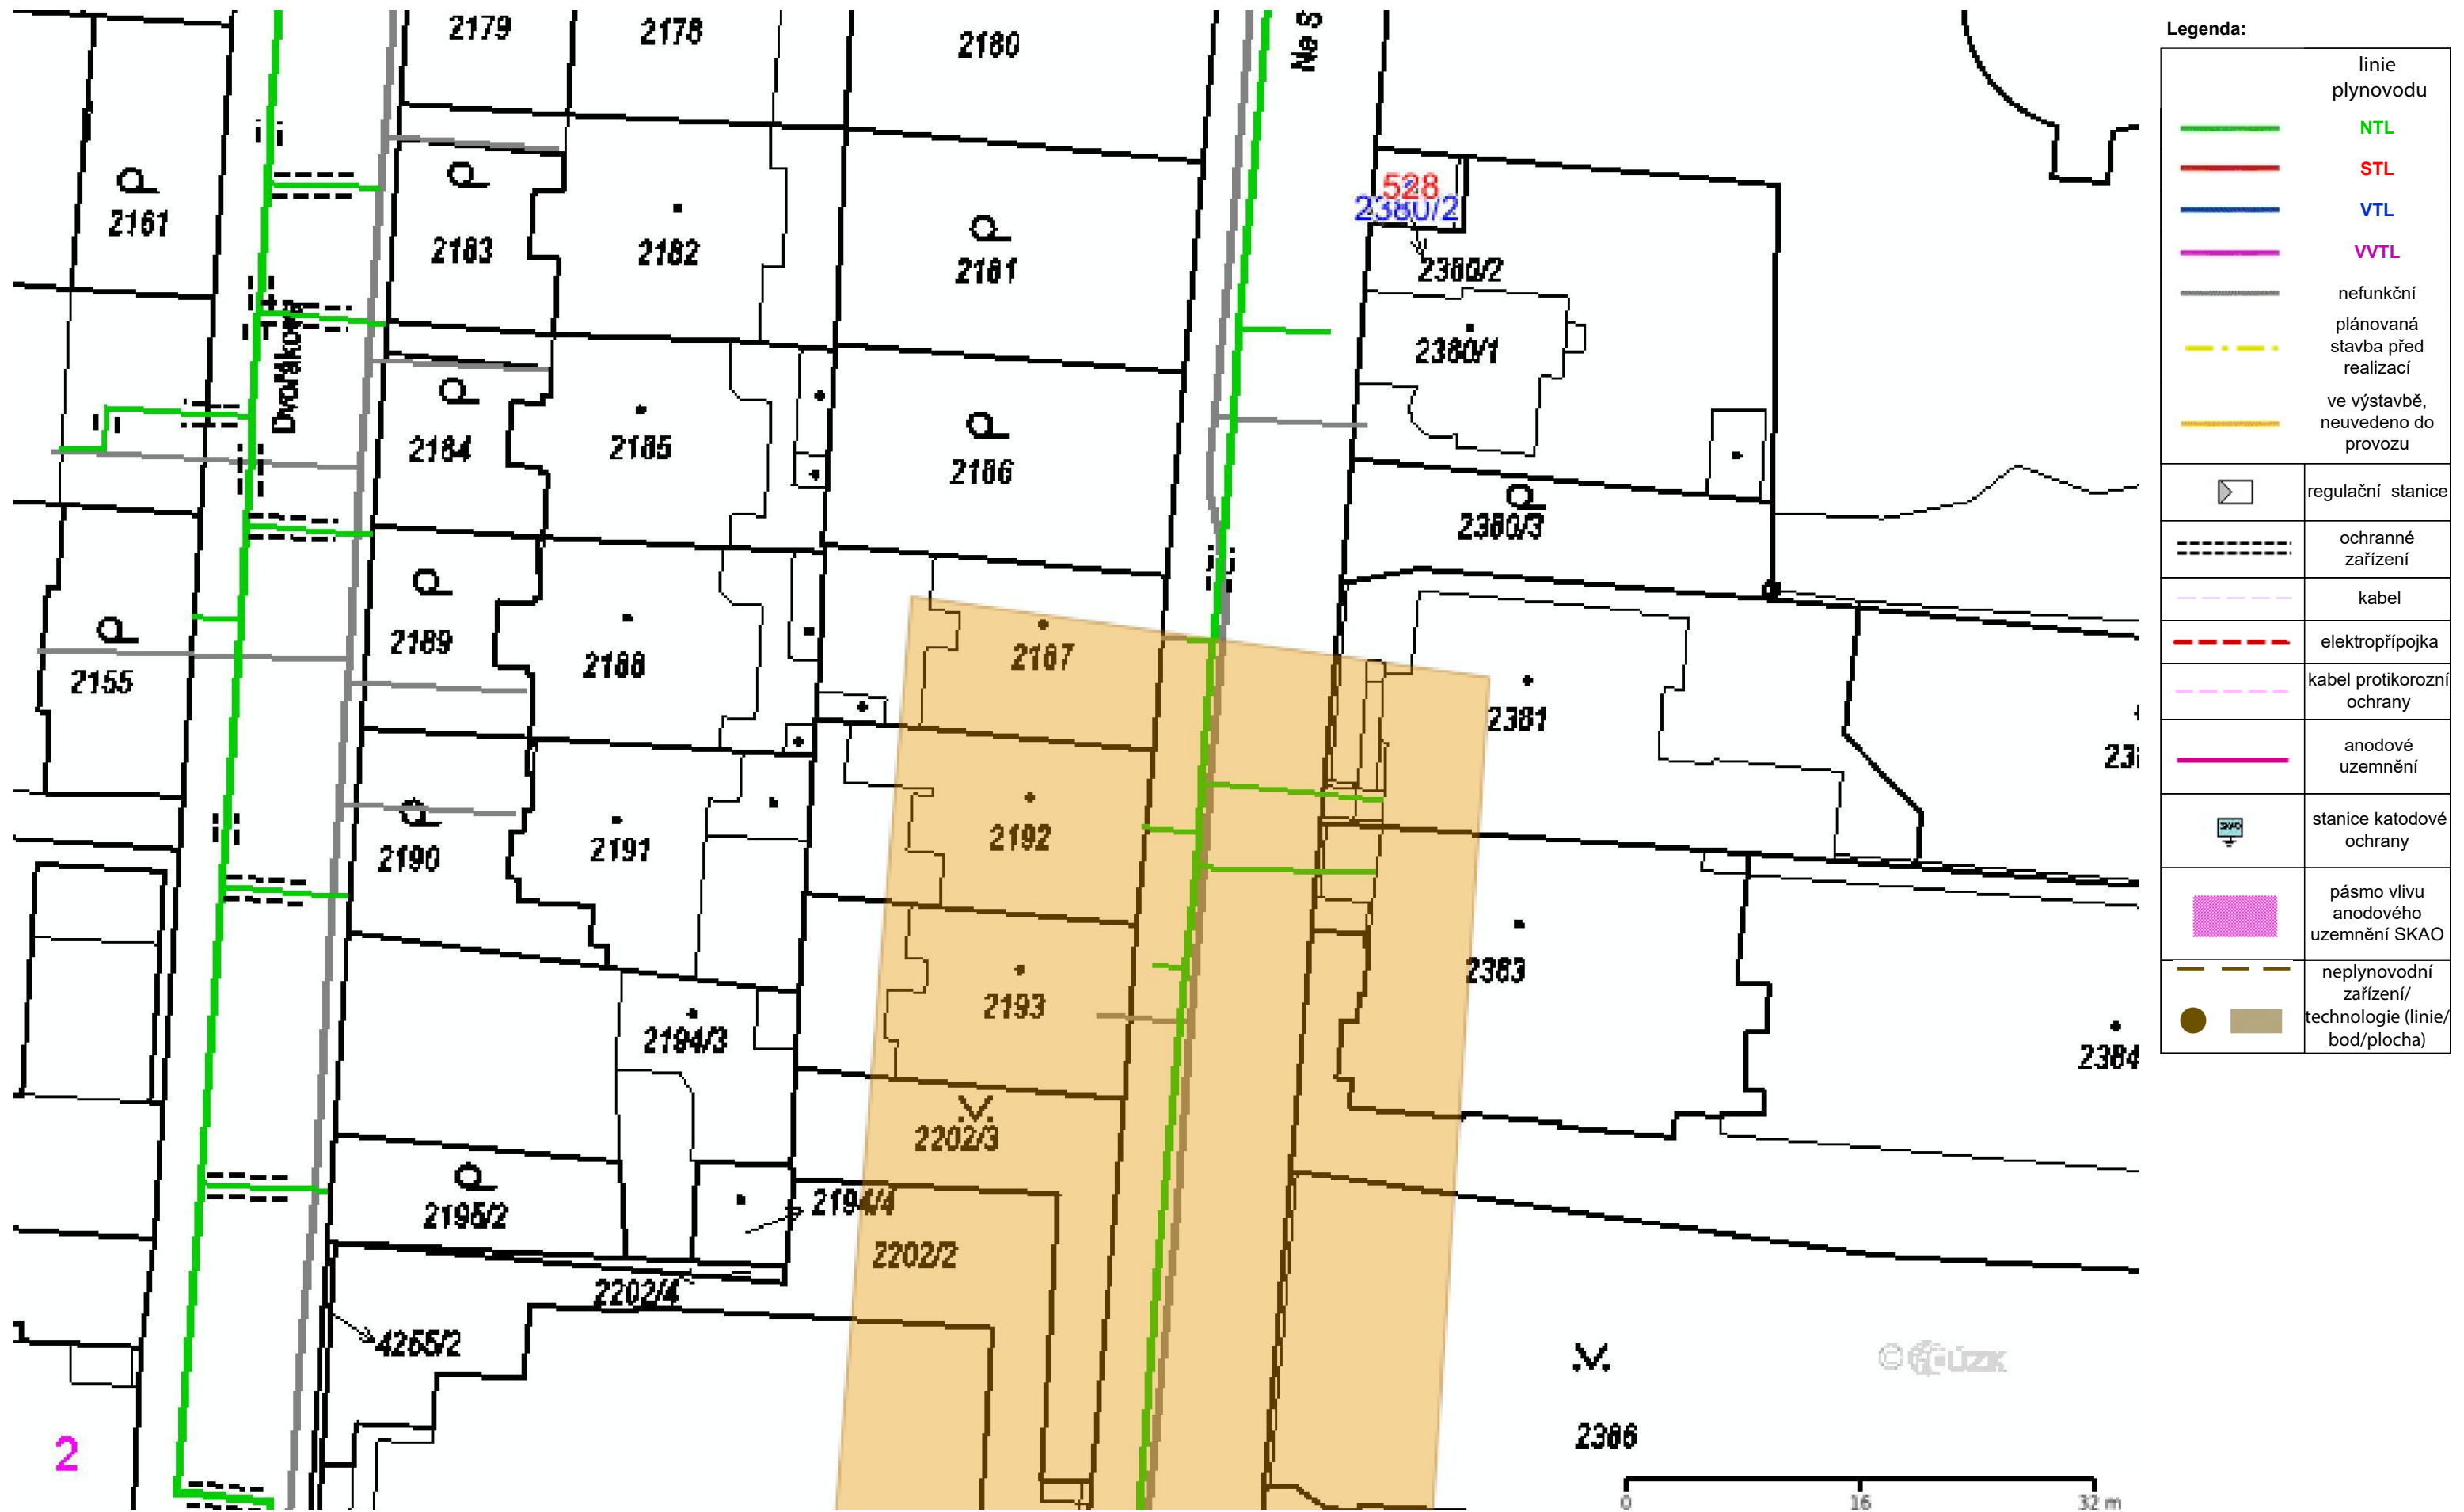 2179
2178
2180
Na S
2161
2183
2182
2181
528
2380/2
2380/2
2380/1
Dvořákova
2184
2185
2186
2380/3
2155
2189
2188
2187
2381
2190
2191
2192
2193
2383
2384
2194/3
2202/3
2195/2
2194/4
2202/2
2202/4
4255/2
2386
2
© ČÚZK
0 16 32 m
Legenda:
linie
plynovodu
NTL
STL
VTL
VVTL
nefunkční
plánovaná
stavba před
realizací
ve výstavbě,
neuvedeno do
provozu
regulační stanice
ochranné
zařízení
kabel
elektropřípojka
kabel protikorozní
ochrany
anodové
uzemnění
SKAO
stanice katodové
ochrany
pásmo vlivu
anodového
uzemnění SKAO
neplynovodní
zařízení/
technologie (linie/
bod/plocha)